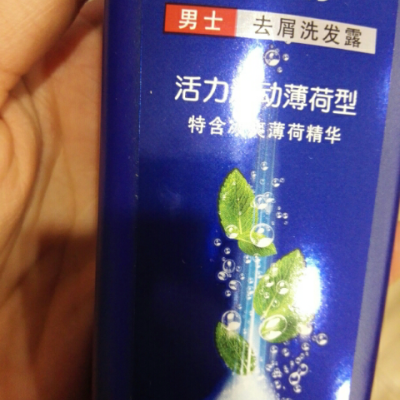 男士 去屑洗发露
活力动薄荷型
特含薄荷精华